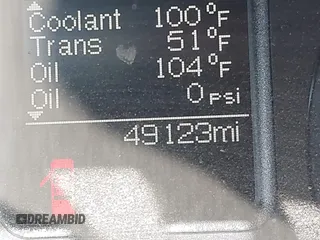 Coolant 100°F
Trans 51°F
Oil 104°F
Oil 0 psi
49123mi
DREAMBID